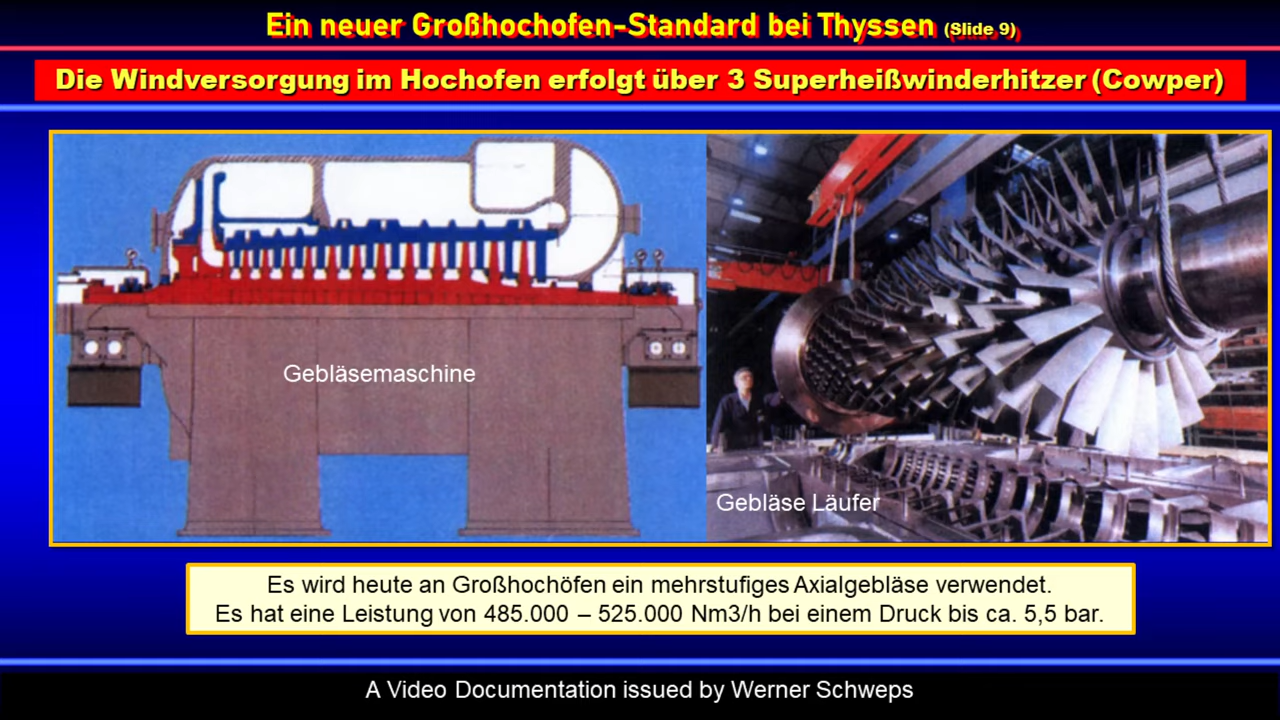 Ein neuer Großhochofen-Standard bei Thyssen (Slide 9)
Die Windversorgung im Hochofen erfolgt über 3 Superheißwinderhitzer (Cowper)
Gebläsemaschine
Gebläse Läufer
Es wird heute an Großhochöfen ein mehrstufiges Axialgebläse verwendet.
Es hat eine Leistung von 485.000 – 525.000 Nm3/h bei einem Druck bis ca. 5,5 bar.
A Video Documentation issued by Werner Schweps